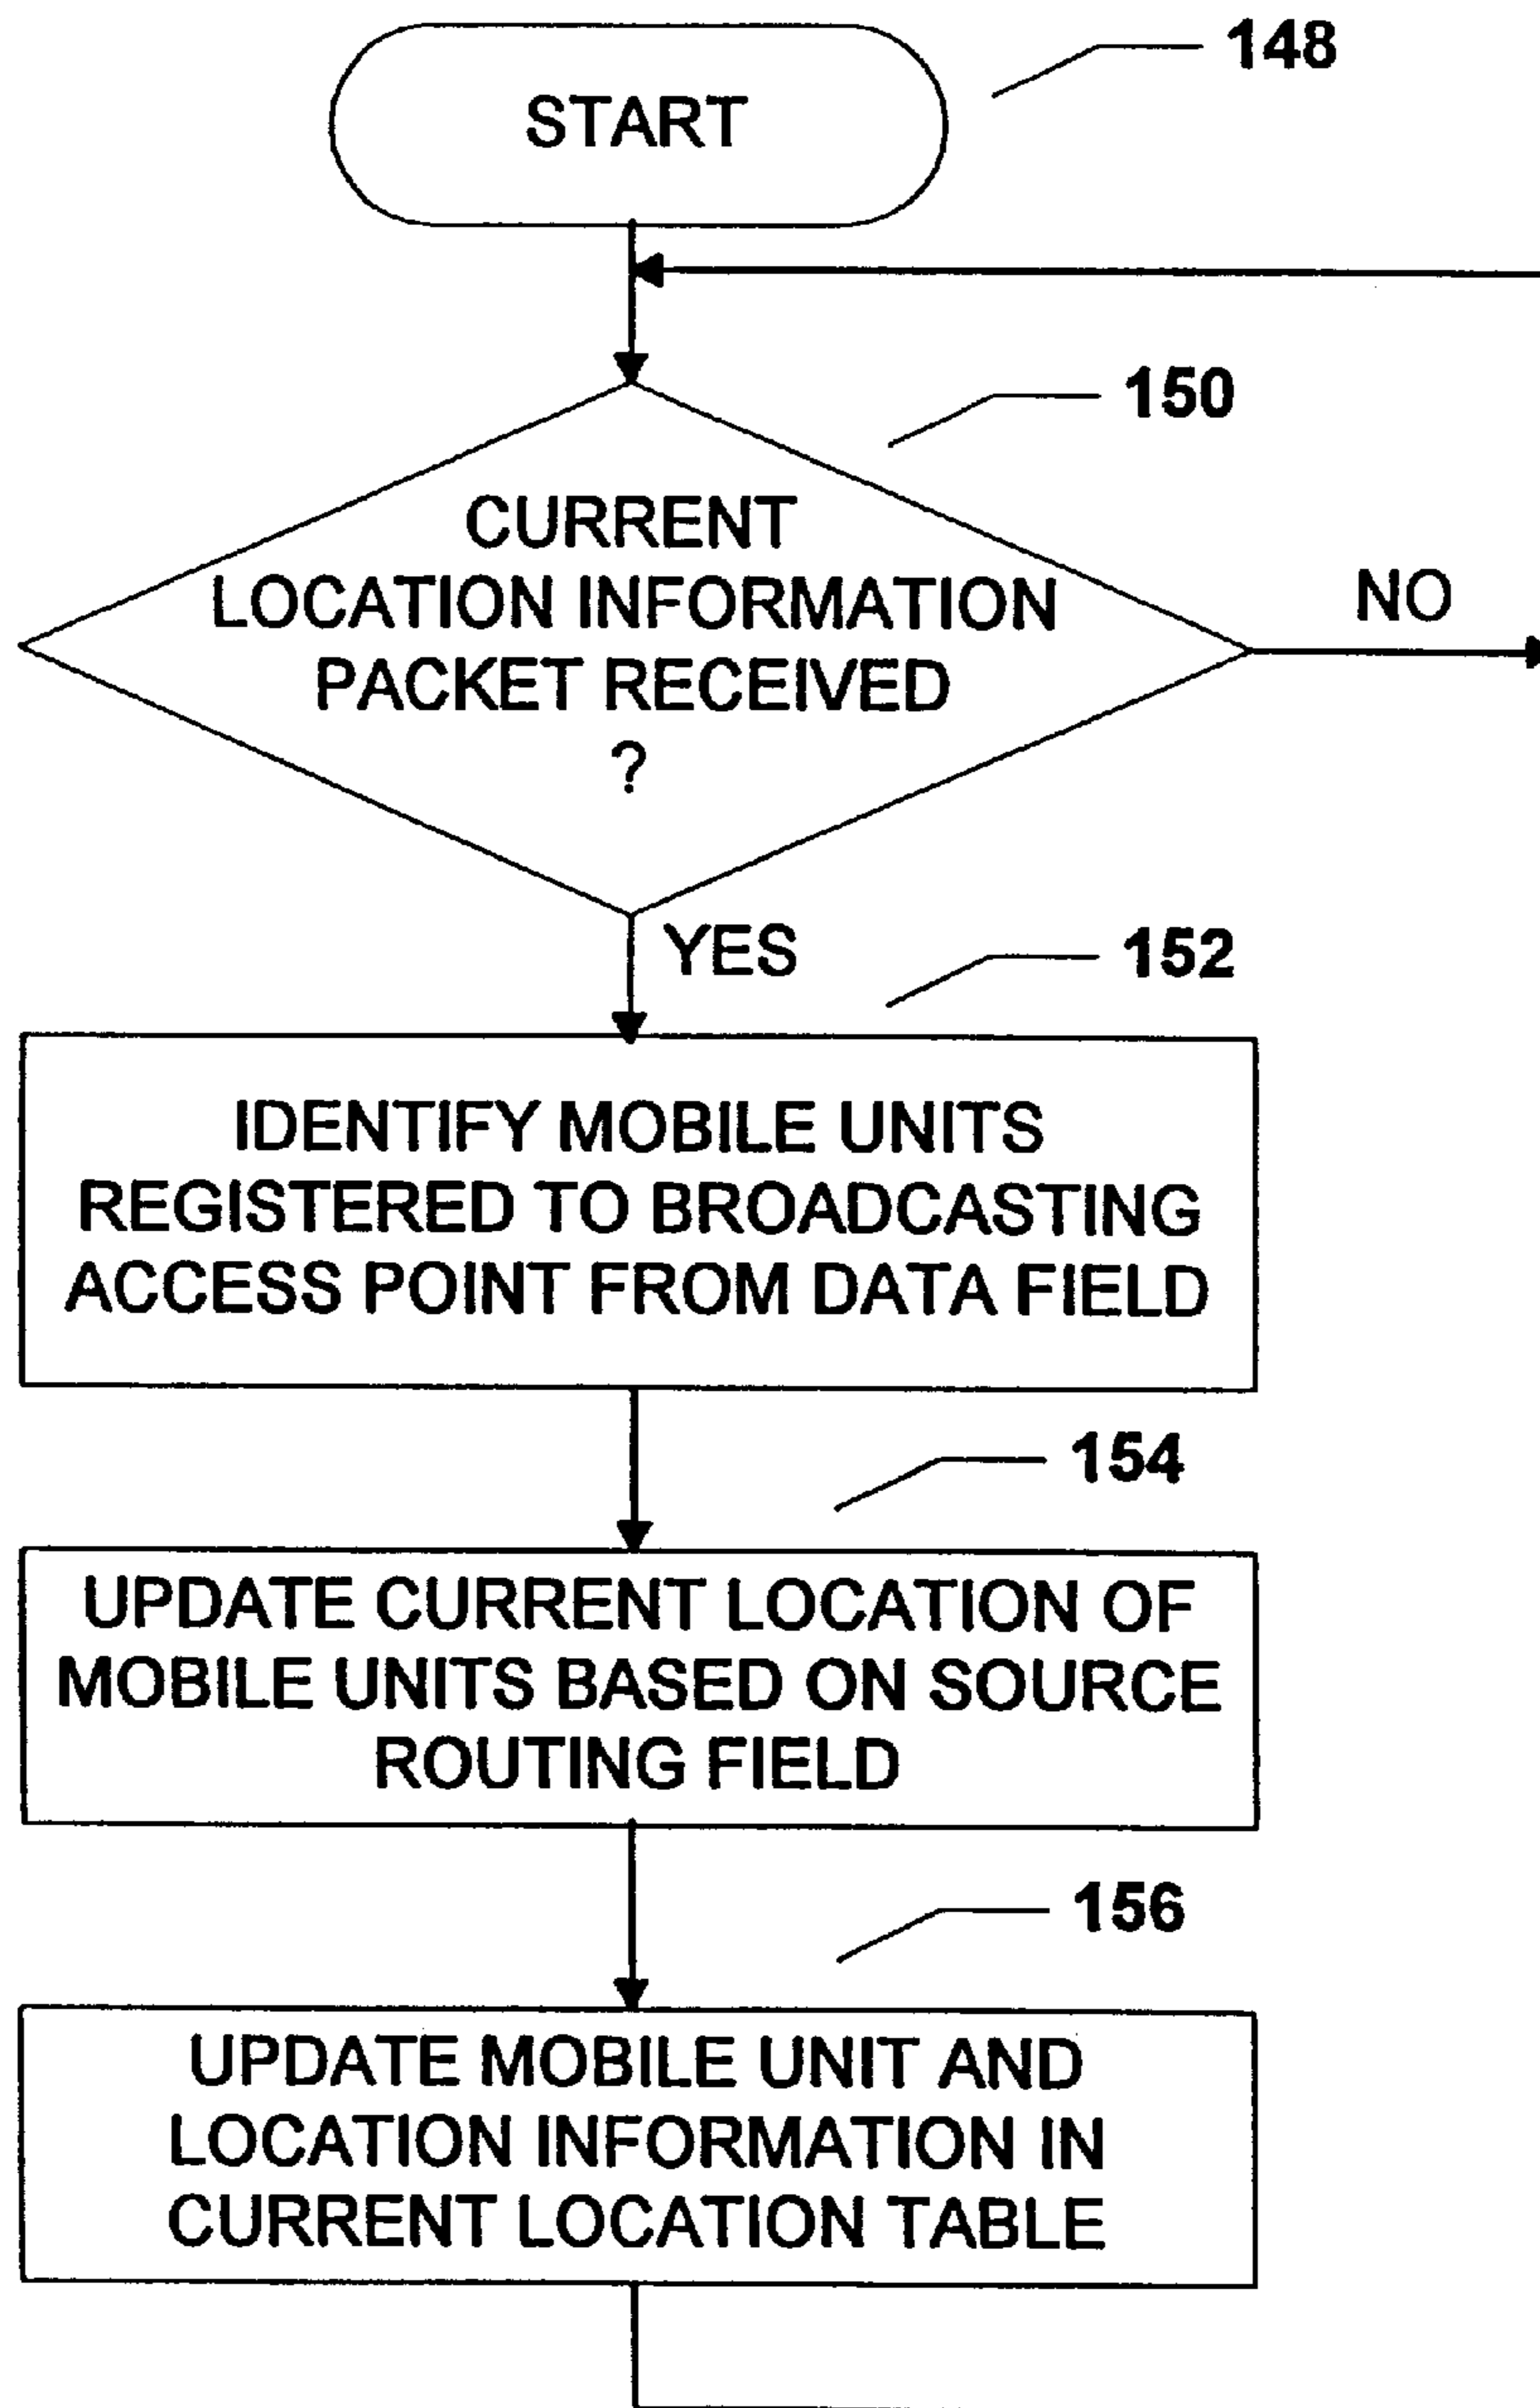 148
START
150
CURRENT
LOCATION INFORMATION
PACKET RECEIVED
?
NO
YES
152
IDENTIFY MOBILE UNITS
REGISTERED TO BROADCASTING
ACCESS POINT FROM DATA FIELD
154
UPDATE CURRENT LOCATION OF
MOBILE UNITS BASED ON SOURCE
ROUTING FIELD
156
UPDATE MOBILE UNIT AND
LOCATION INFORMATION IN
CURRENT LOCATION TABLE